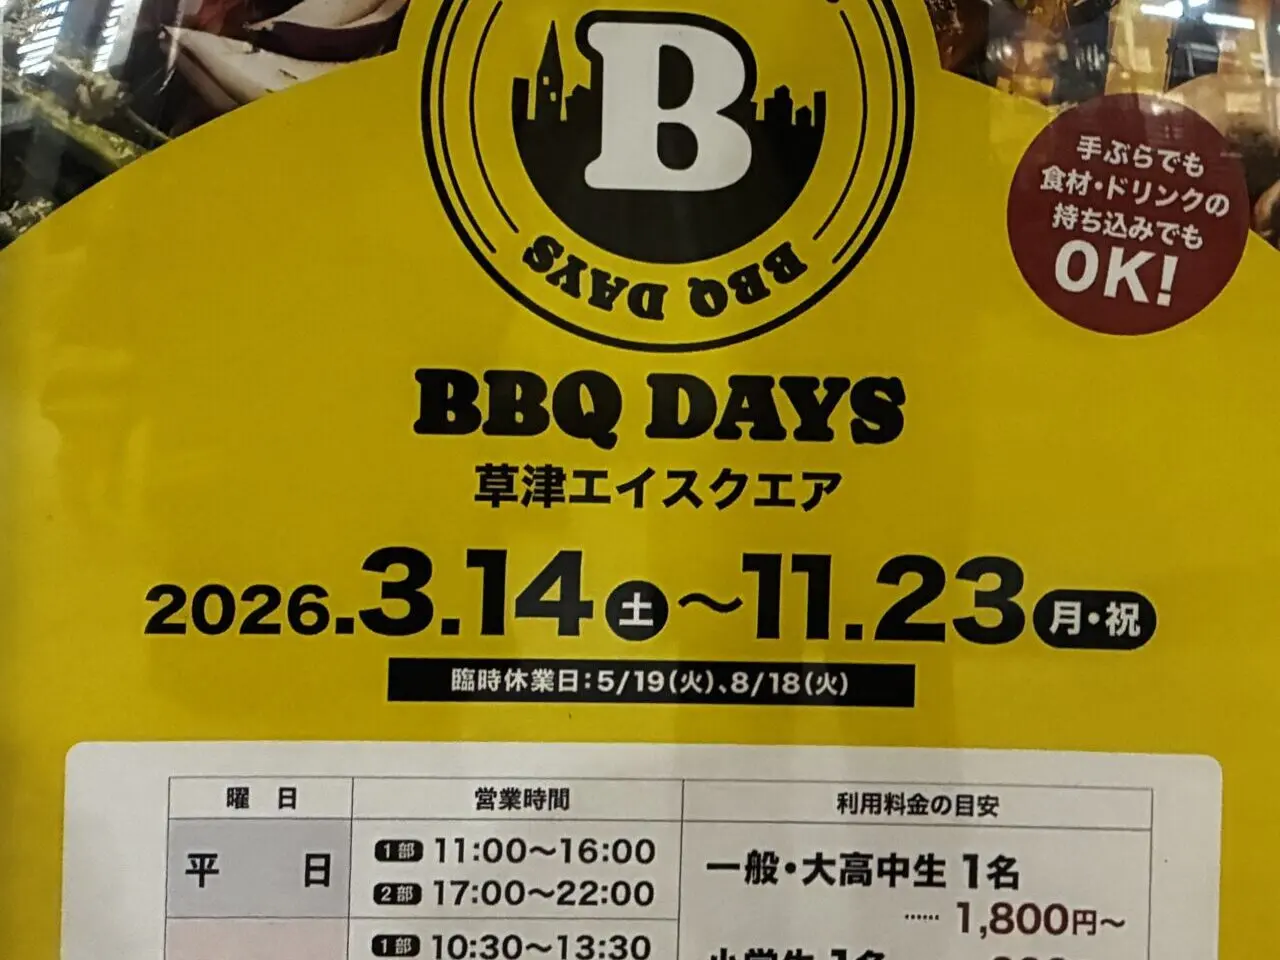 B
BBQ DAYS
手ぶらでも
食材・ドリンクの
持ち込みでも
OK!
BBQ DAYS
草津エイスクエア
2026.3.14土〜11.23月・祝
臨時休業日:5/19(火)、8/18(火)
曜 日 営業時間 利用料金の目安
平 日 1部 11:00〜16:00
2部 17:00〜22:00
一般・大高中生 1名
……1,800円〜
1部 10:30〜13:30
小学生 1名